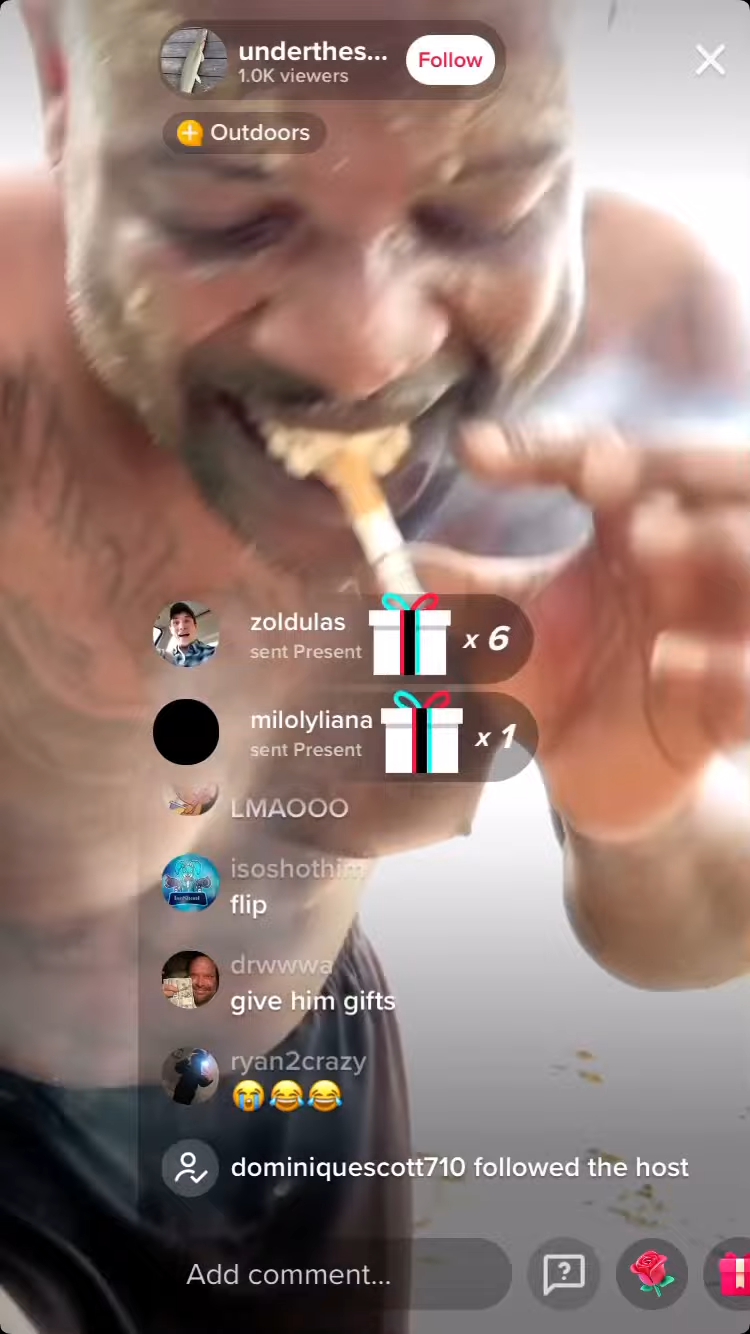 underthes...
1.0K viewers
Follow
Outdoors
zoldulas
sent Present
x 6
milolyliana
sent Present
x 1
LMAOOO
isoshothim
flip
drwwwa
give him gifts
ryan2crazy
😭😂😂
dominiquescott710 followed the host
Add comment...
?